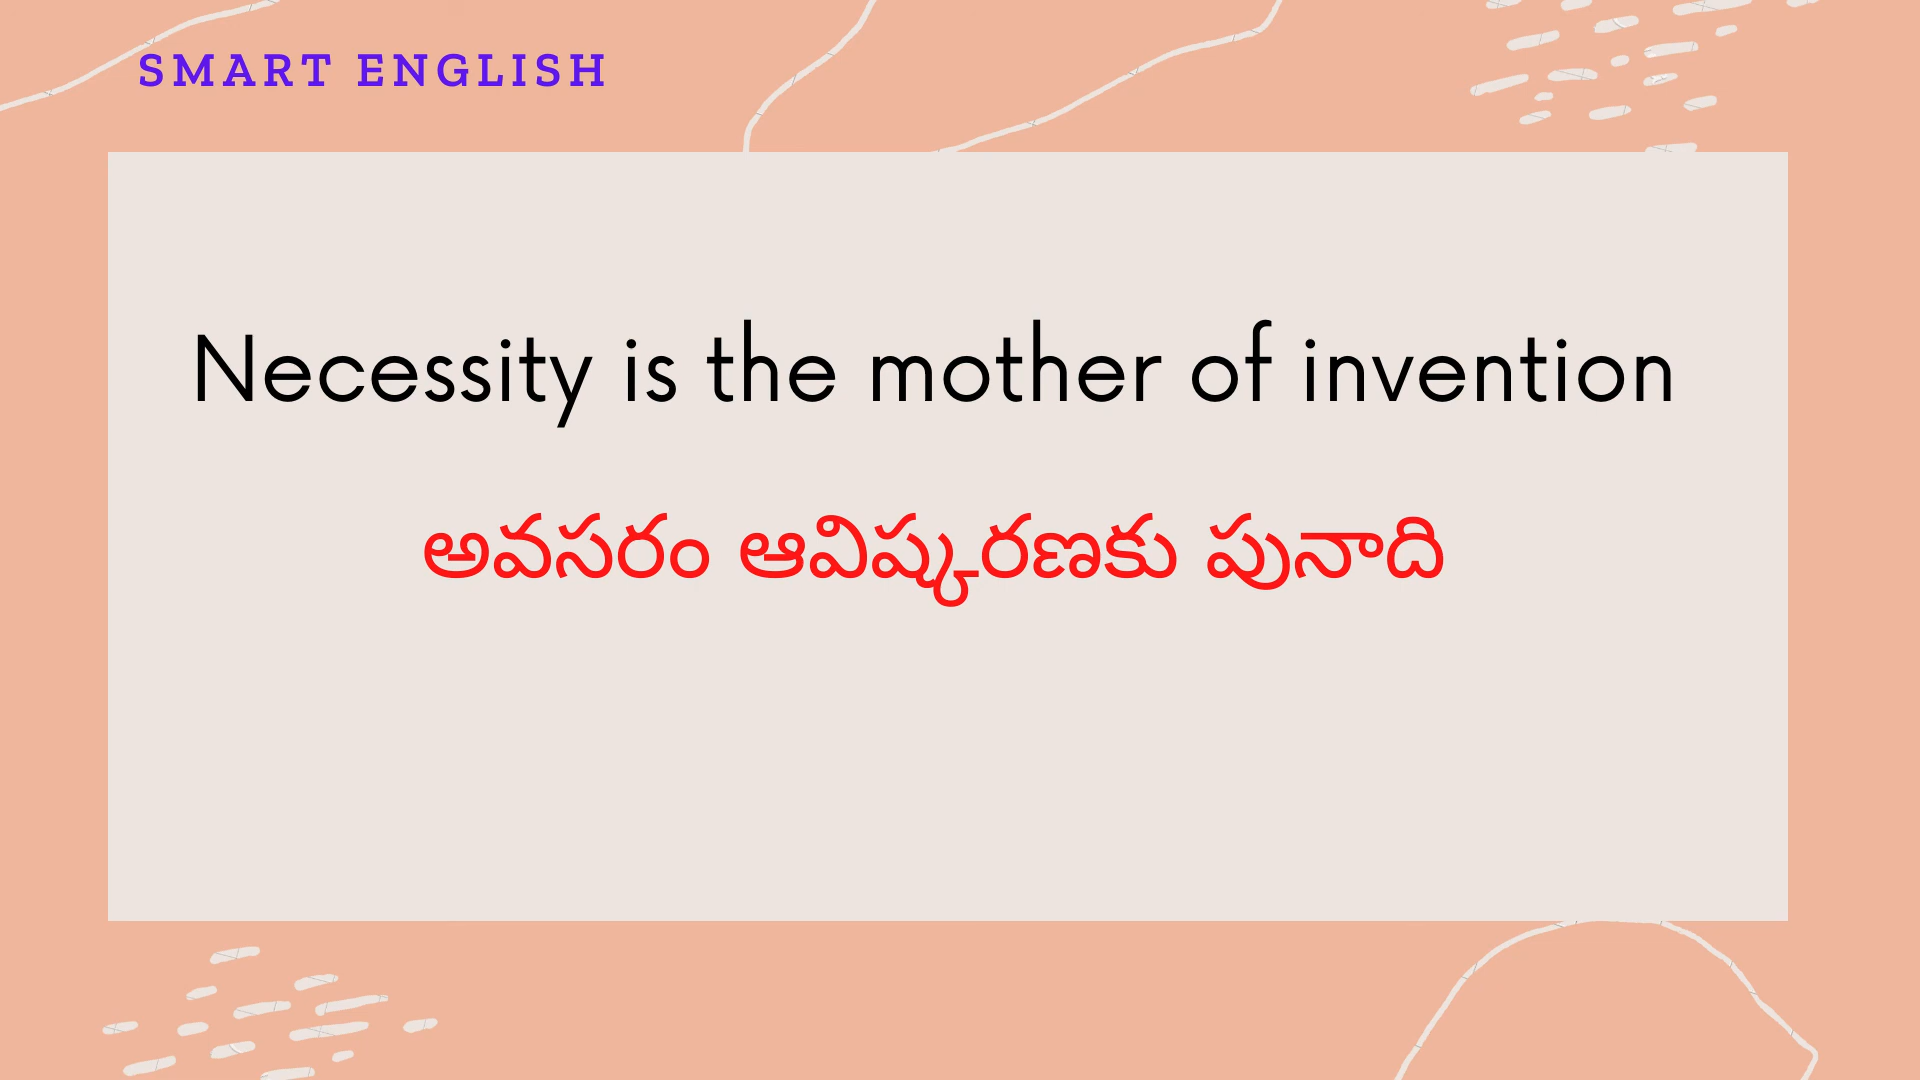 SMART ENGLISH
Necessity is the mother of invention
అవసరం ఆవిష్కరణకు పునాది